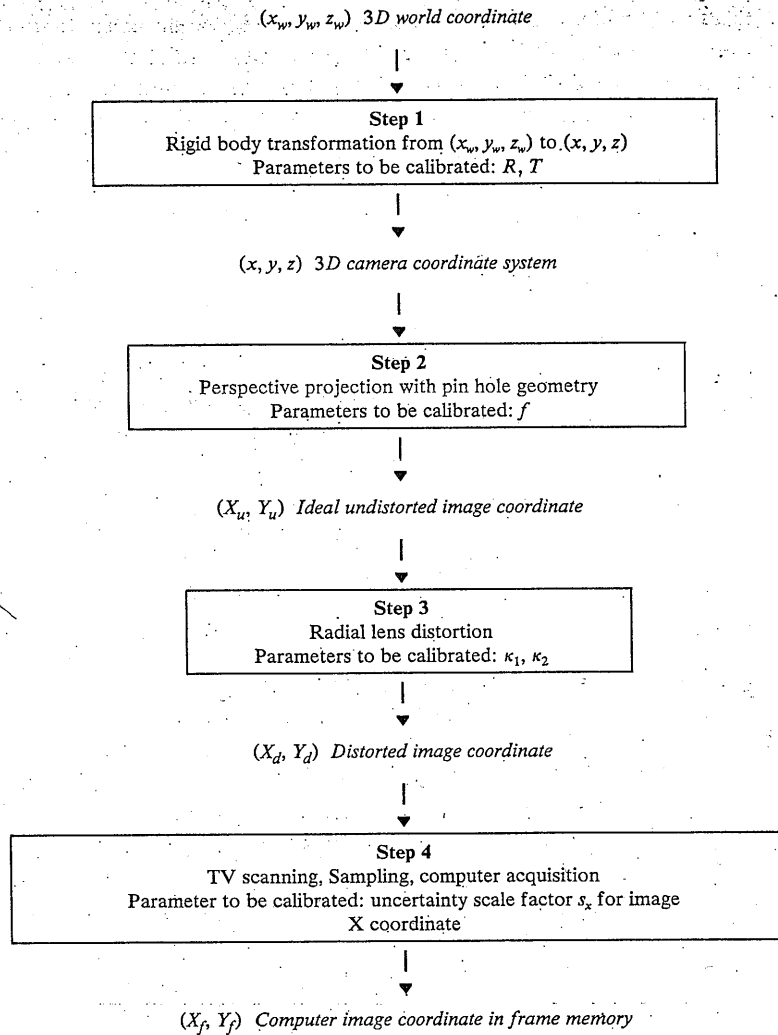 (x_w, y_w, z_w) 3D world coordinate
Step 1
Rigid body transformation from (x_w, y_w, z_w) to (x, y, z)
Parameters to be calibrated: R, T
(x, y, z) 3D camera coordinate system
Step 2
Perspective projection with pin hole geometry
Parameters to be calibrated: f
(X_u, Y_u) Ideal undistorted image coordinate
Step 3
Radial lens distortion
Parameters to be calibrated: κ₁, κ₂
(X_d, Y_d) Distorted image coordinate
Step 4
TV scanning, Sampling, computer acquisition
Parameter to be calibrated: uncertainty scale factor s_x for image
X coordinate
(X_f, Y_f) Computer image coordinate in frame memory